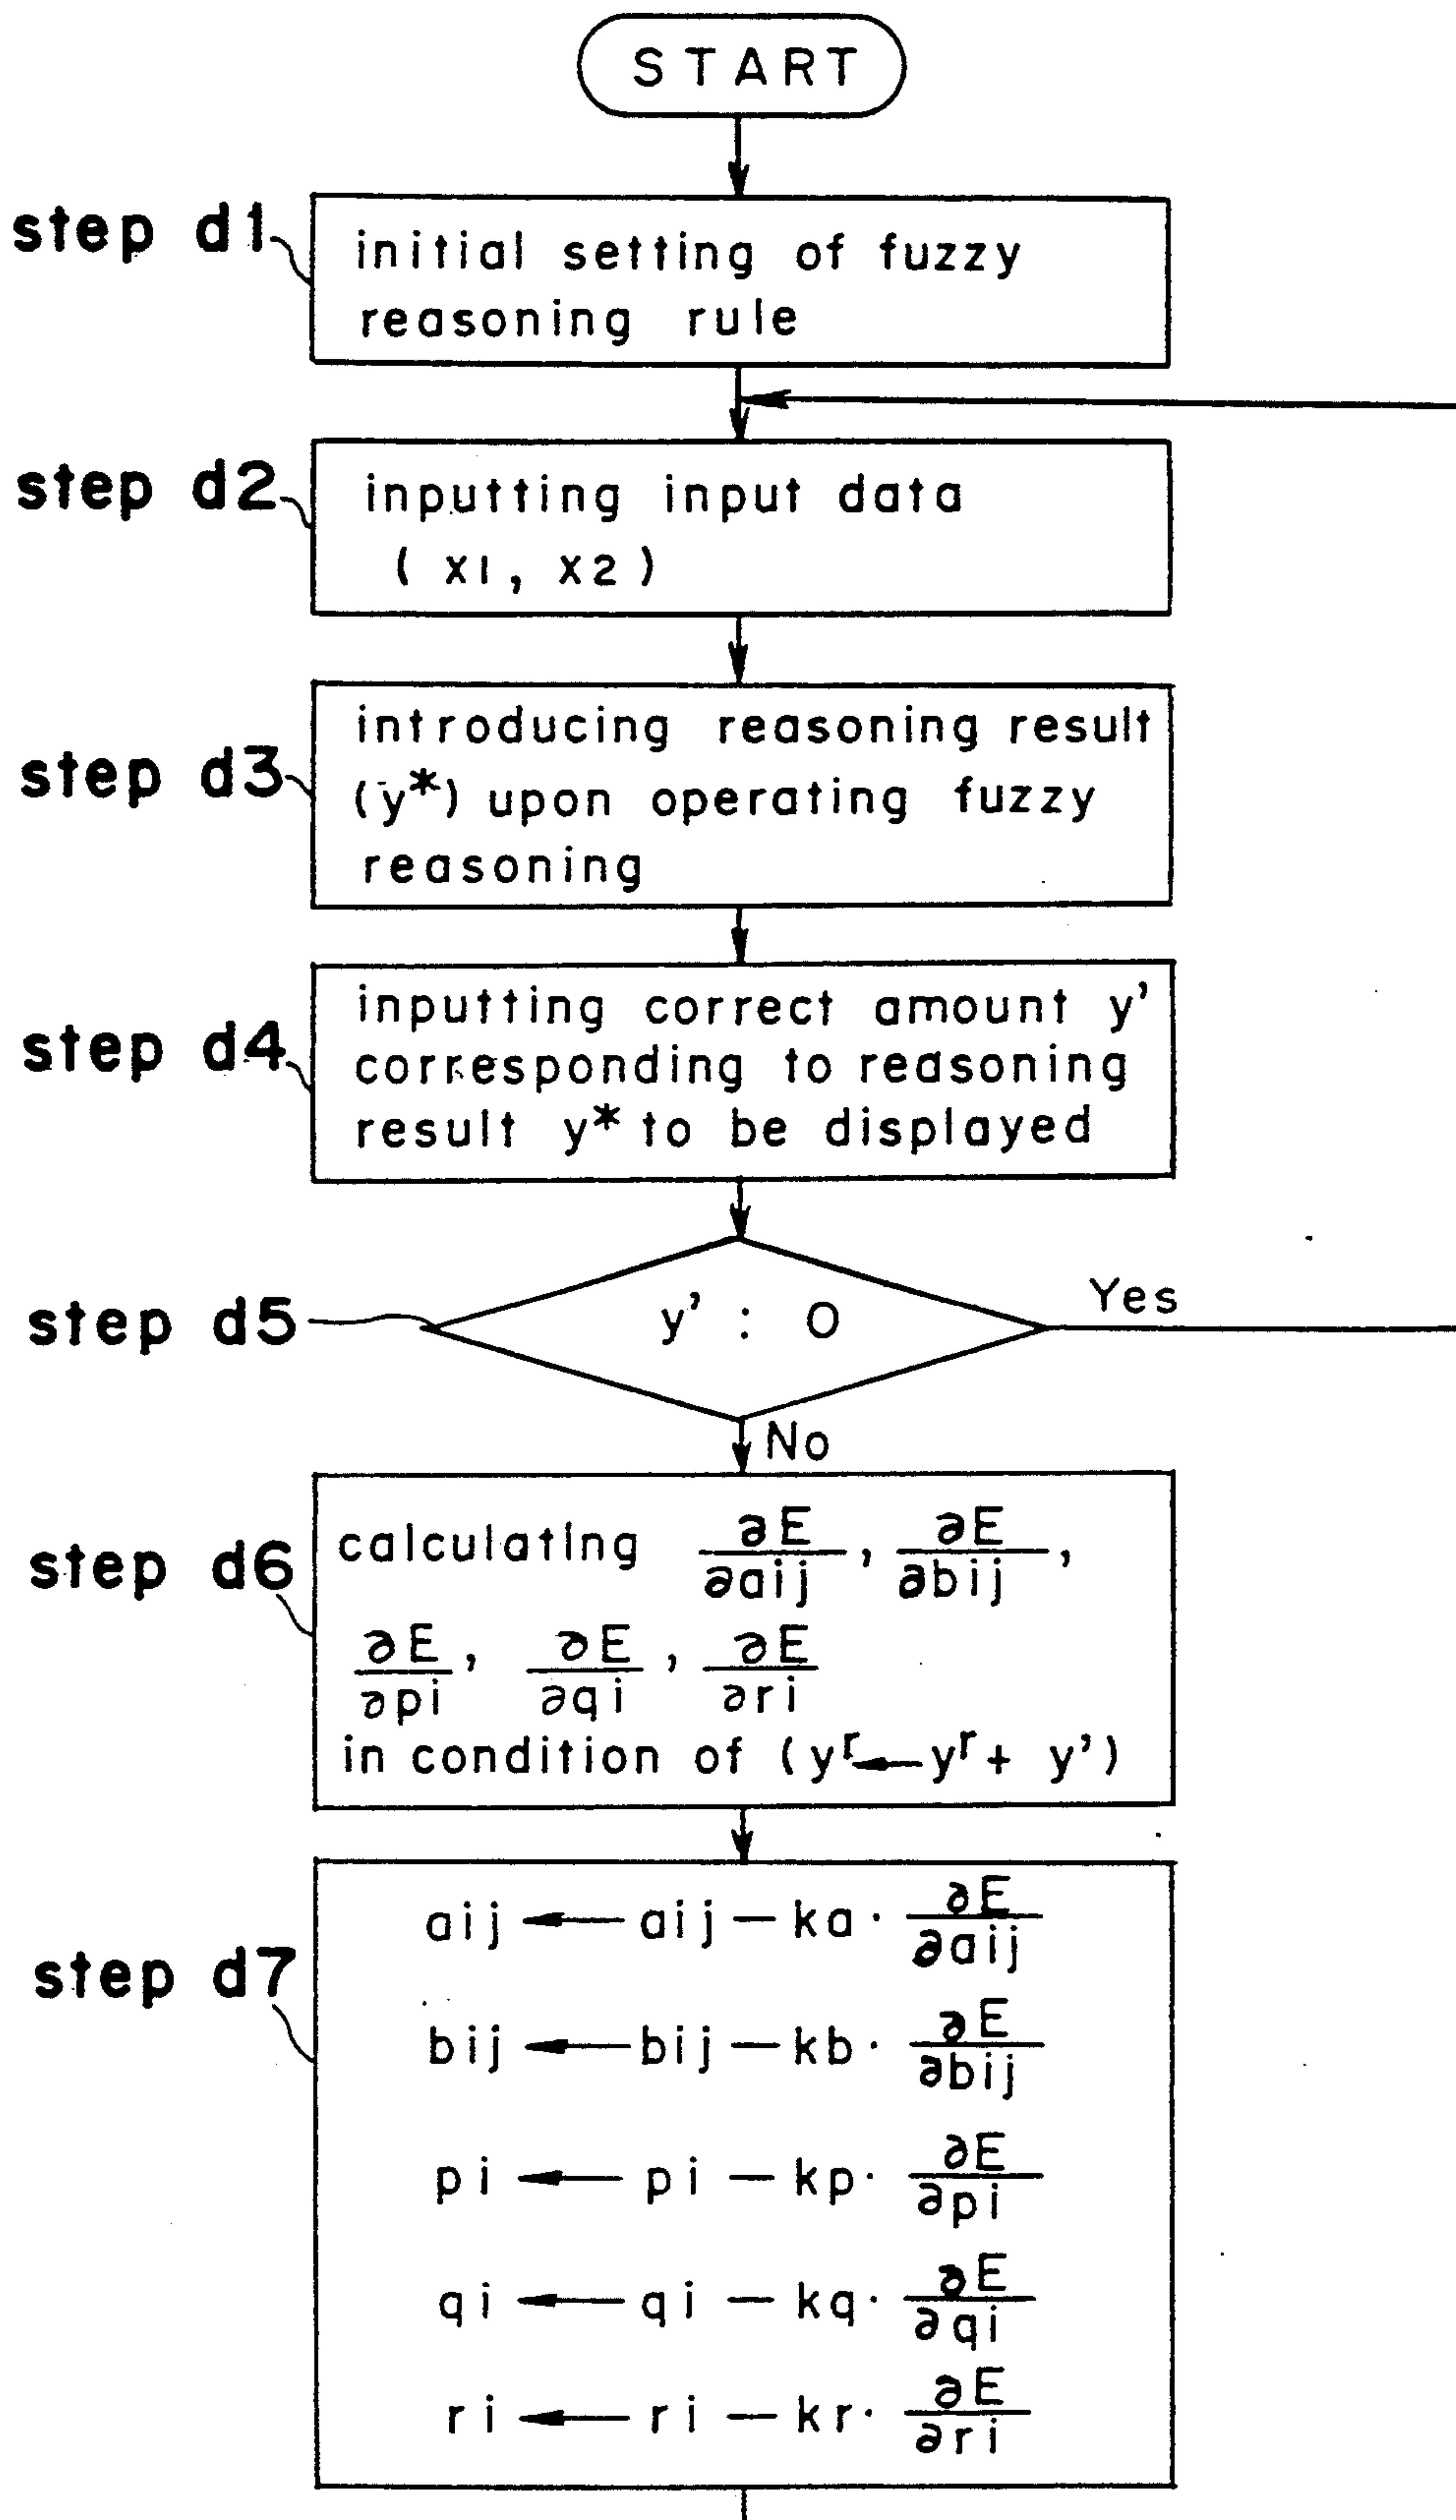 START
step d1
initial setting of fuzzy
reasoning rule
step d2
inputting input data
( x1, x2 )
step d3
introducing reasoning result
(y*) upon operating fuzzy
reasoning
step d4
inputting correct amount y'
corresponding to reasoning
result y* to be displayed
step d5
y' : 0
Yes
No
step d6
calculating ∂E/∂aij, ∂E/∂bij,
∂E/∂pi, ∂E/∂qi, ∂E/∂ri
in condition of (y^r ← y^r + y')
step d7
aij ← aij — ka· ∂E/∂aij
bij ← bij — kb· ∂E/∂bij
pi ← pi — kp· ∂E/∂pi
qi ← qi — kq· ∂E/∂qi
ri ← ri — kr· ∂E/∂ri